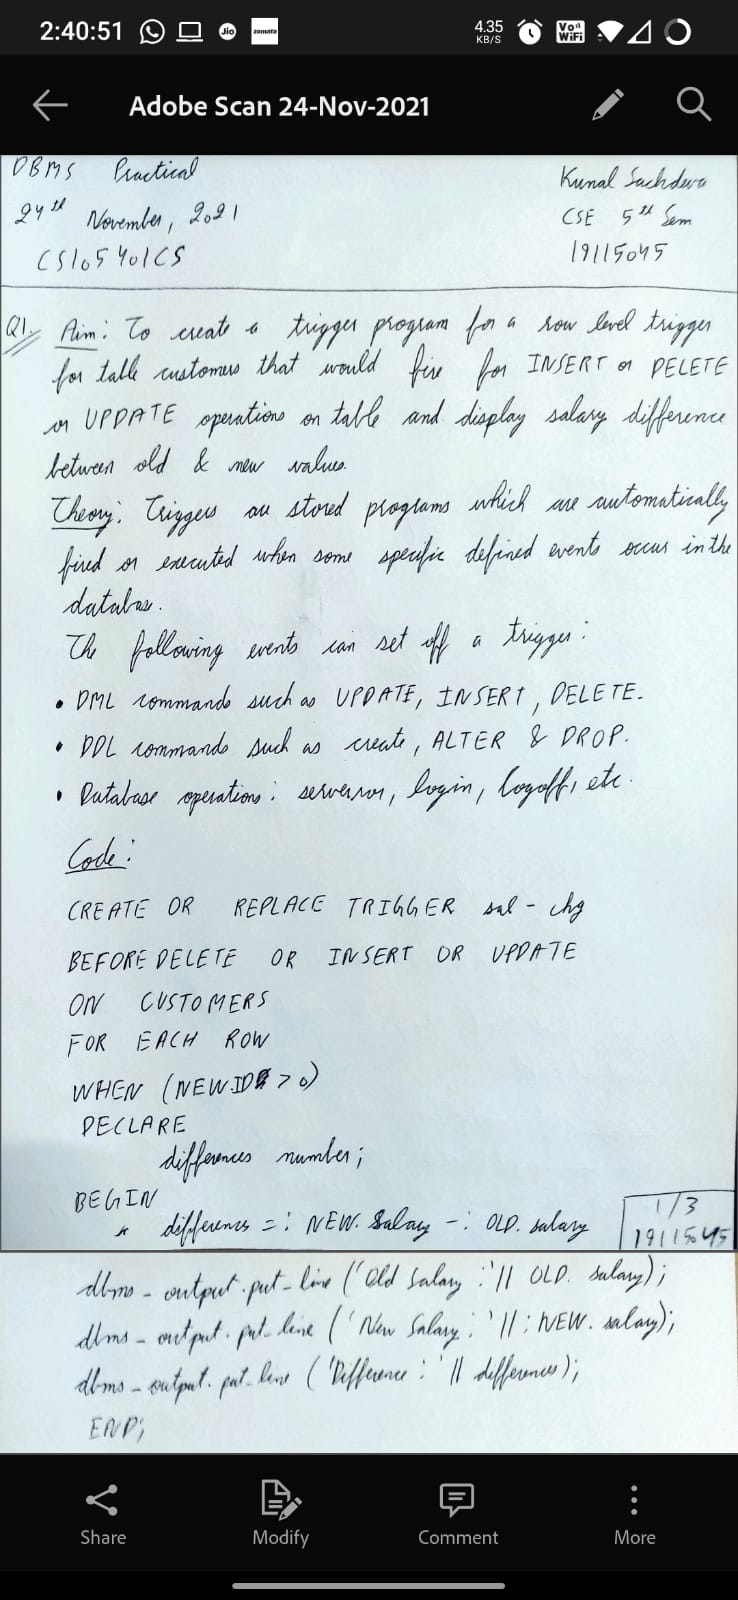 2:40:51
Jio
zomato
4.35
KB/S
Vo))
WiFi
Adobe Scan 24-Nov-2021
DBMS Practical
Kunal Sachdeva
24th November, 2021
CSE 5th Sem
CS105401CS
19115045
Q1. Aim: To create a trigger program for a row level trigger
for table customers that would fire for INSERT or DELETE
or UPDATE operations on table and display salary difference
between old & new values.
Theory: Triggers are stored programs which are automatically
fired or executed when some specific defined events occur in the
database.
The following events can set off a trigger:
• DML commands such as UPDATE, INSERT, DELETE.
• DDL commands such as create, ALTER & DROP.
• Database operations: serverror, login, logoff, etc.
Code:
CREATE OR REPLACE TRIGGER sal - chg
BEFORE DELETE OR INSERT OR UPDATE
ON CUSTOMERS
FOR EACH ROW
WHEN (NEW.ID > 0)
DECLARE
differences number;
BEGIN
differences = : NEW. Salary - : OLD. salary
1/3
19115045
dbms - output.put - line ('Old Salary :' || OLD. salary);
dbms - output. put - line ('New Salary : ' || : NEW. salary);
dbms - output. put - line ('Difference : ' || differences);
END;
Share
Modify
Comment
More